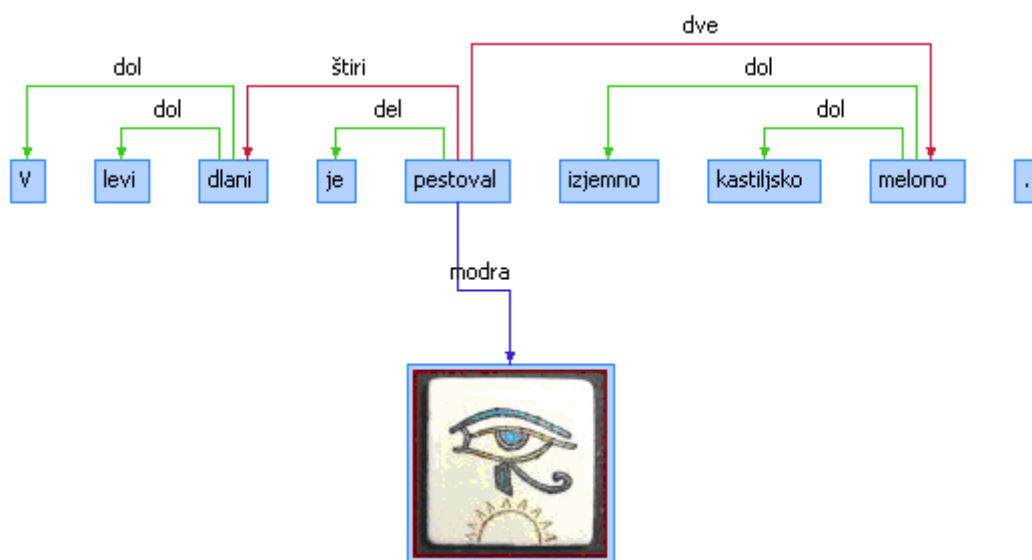 dve
dol štiri dol
dol del dol
V levi dlani je pestoval izjemno kastiljsko melono .
modra